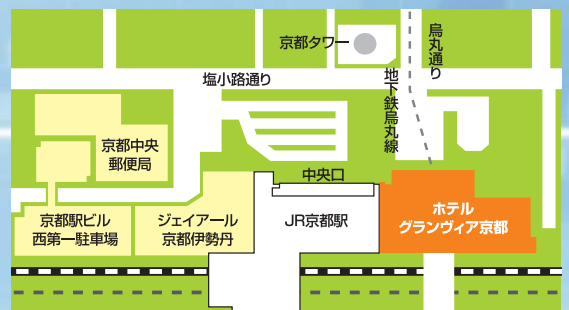 京都タワー
烏丸通り
塩小路通り
地下鉄烏丸線
京都中央
郵便局
中央口
京都駅ビル
西第一駐車場
ジェイアール
京都伊勢丹
JR京都駅
ホテル
グランヴィア京都